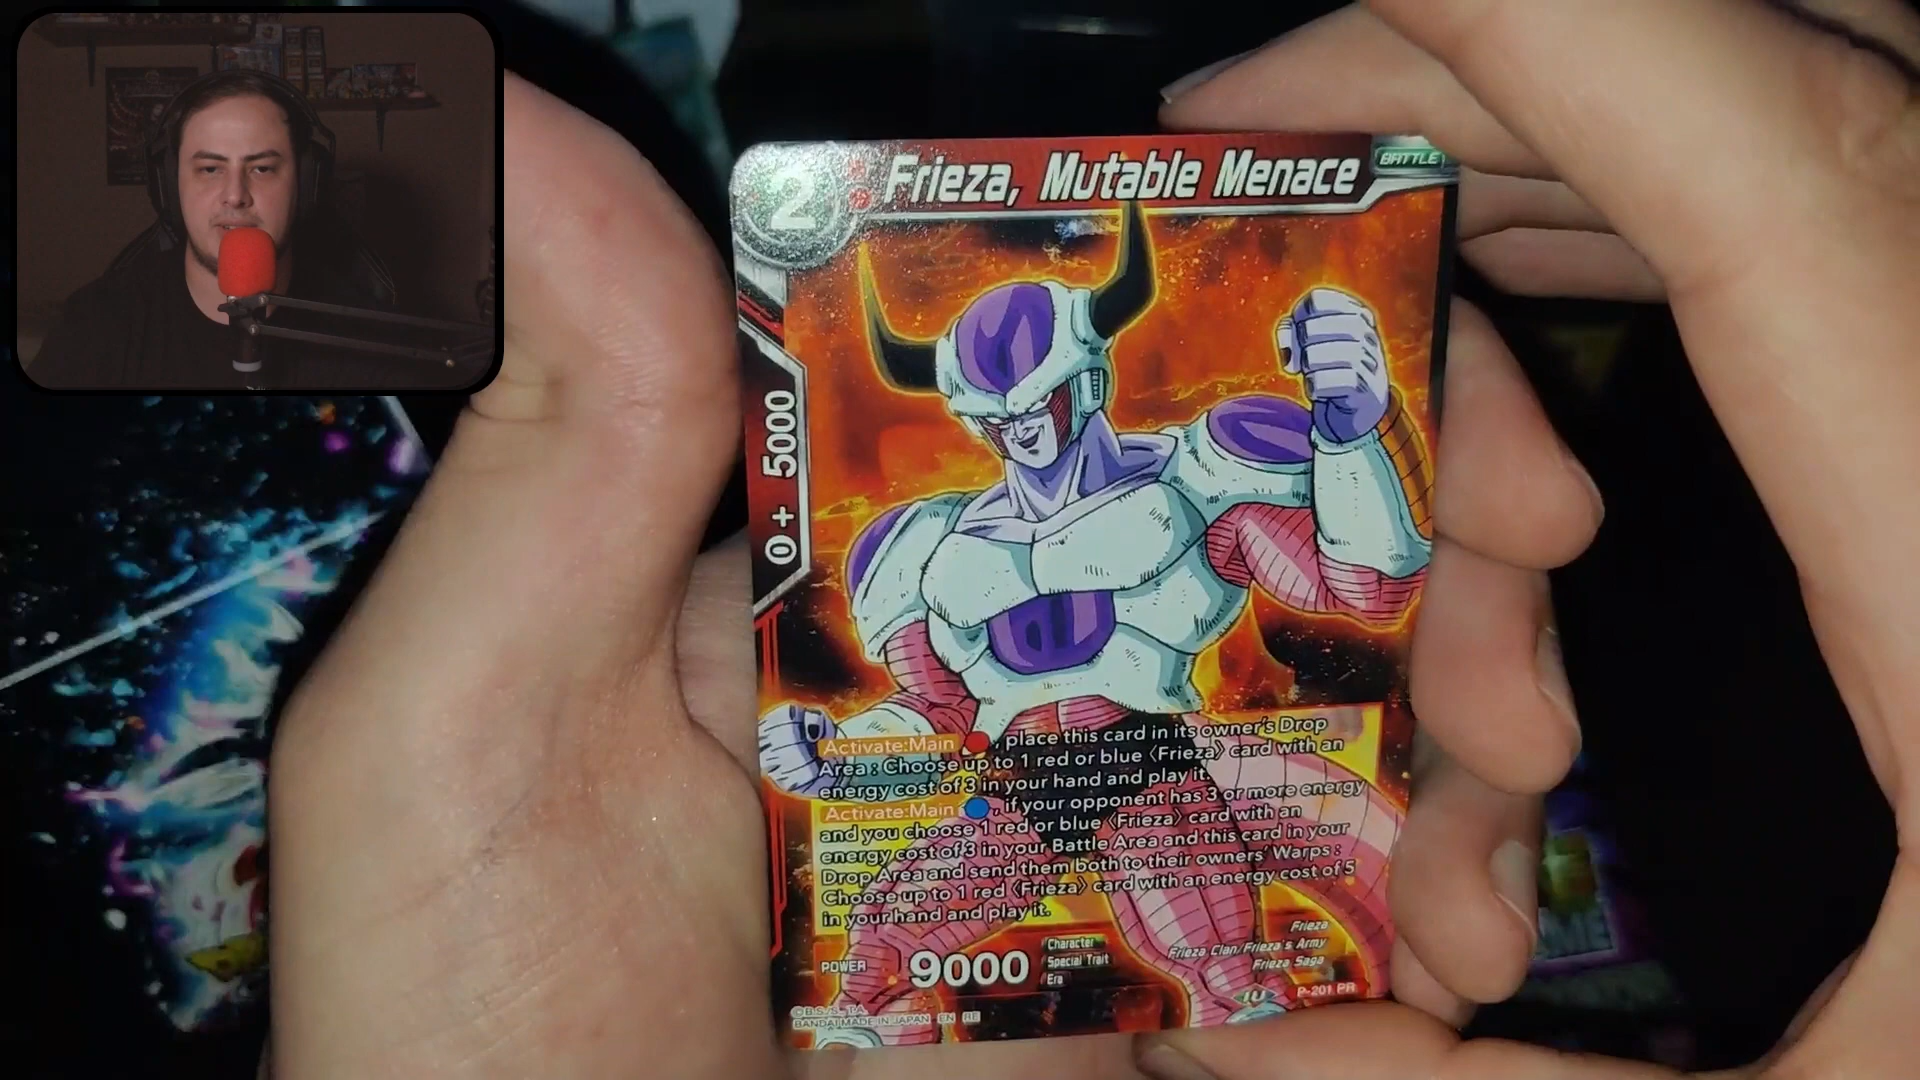 2
Frieza, Mutable Menace
BATTLE
0+ 5000
Activate:Main , place this card in its owner's Drop
Area : Choose up to 1 red or blue 〈Frieza〉 card with an
energy cost of 3 in your hand and play it.
Activate:Main , if your opponent has 3 or more energy
and you choose 1 red or blue 〈Frieza〉 card with an
energy cost of 3 in your Battle Area and this card in your
Drop Area and send them both to their owners' Warps :
Choose up to 1 red 〈Frieza〉 card with an energy cost of 5
in your hand and play it.
POWER 9000
Character Frieza
Special Trait Frieza Clan/Frieza's Army
Era Frieza Saga
P-201 PR
©B.S./S., T.A.
BANDAI MADE IN JAPAN EN RE